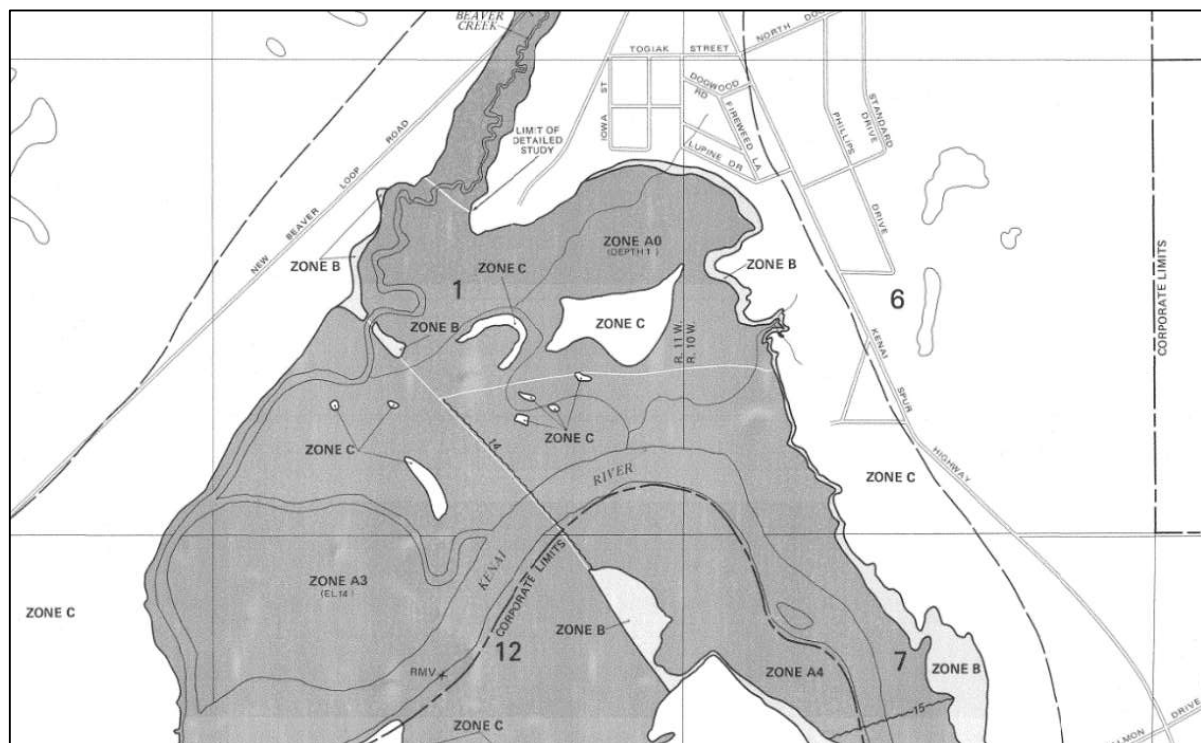 BEAVER
CREEK
TOGIAK STREET
NORTH
DOGWOOD
RD
IOWA ST
FIREWEED LA
LUPINE DR
STANDARD
DRIVE
PHILLIPS
DRIVE
LIMIT OF
DETAILED
STUDY
NEW BEAVER LOOP ROAD
ZONE B
ZONE C
ZONE A0
(DEPTH 1)
ZONE B
1
6
ZONE B
ZONE C
R. 11 W.
R. 10 W.
KENAI SPUR HIGHWAY
CORPORATE LIMITS
ZONE C
ZONE C
14
RIVER
ZONE C
KENAI
CORPORATE LIMITS
ZONE A3
(EL 14)
ZONE C
ZONE B
12
RMV
ZONE A4
7
ZONE B
15
ZONE C
DRIVE